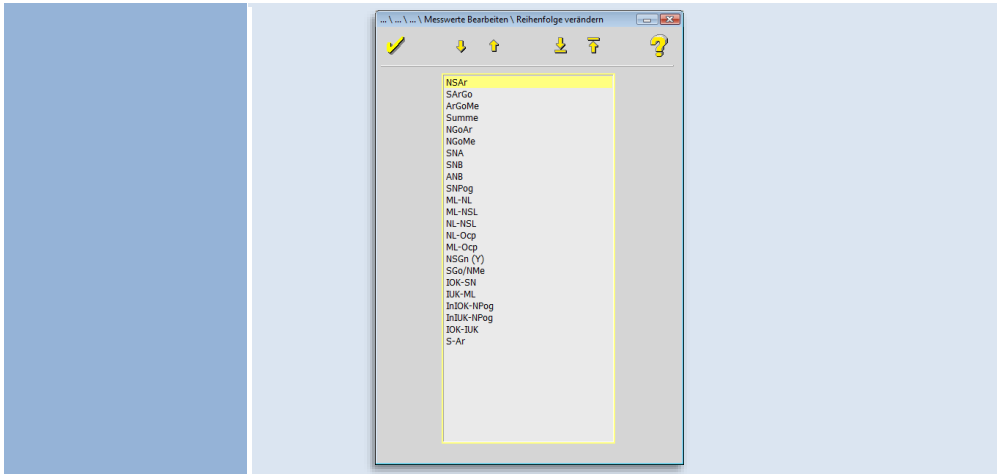 ... \ ... \ ... \ Messwerte Bearbeiten \ Reihenfolge verändern
NSAr
SArGo
ArGoMe
Summe
NGoAr
NGoMe
SNA
SNB
ANB
SNPog
ML-NL
ML-NSL
NL-NSL
NL-Ocp
ML-Ocp
NSGn (Y)
SGo/NMe
IOK-SN
IUK-ML
InIOK-NPog
InIUK-NPog
IOK-IUK
S-Ar